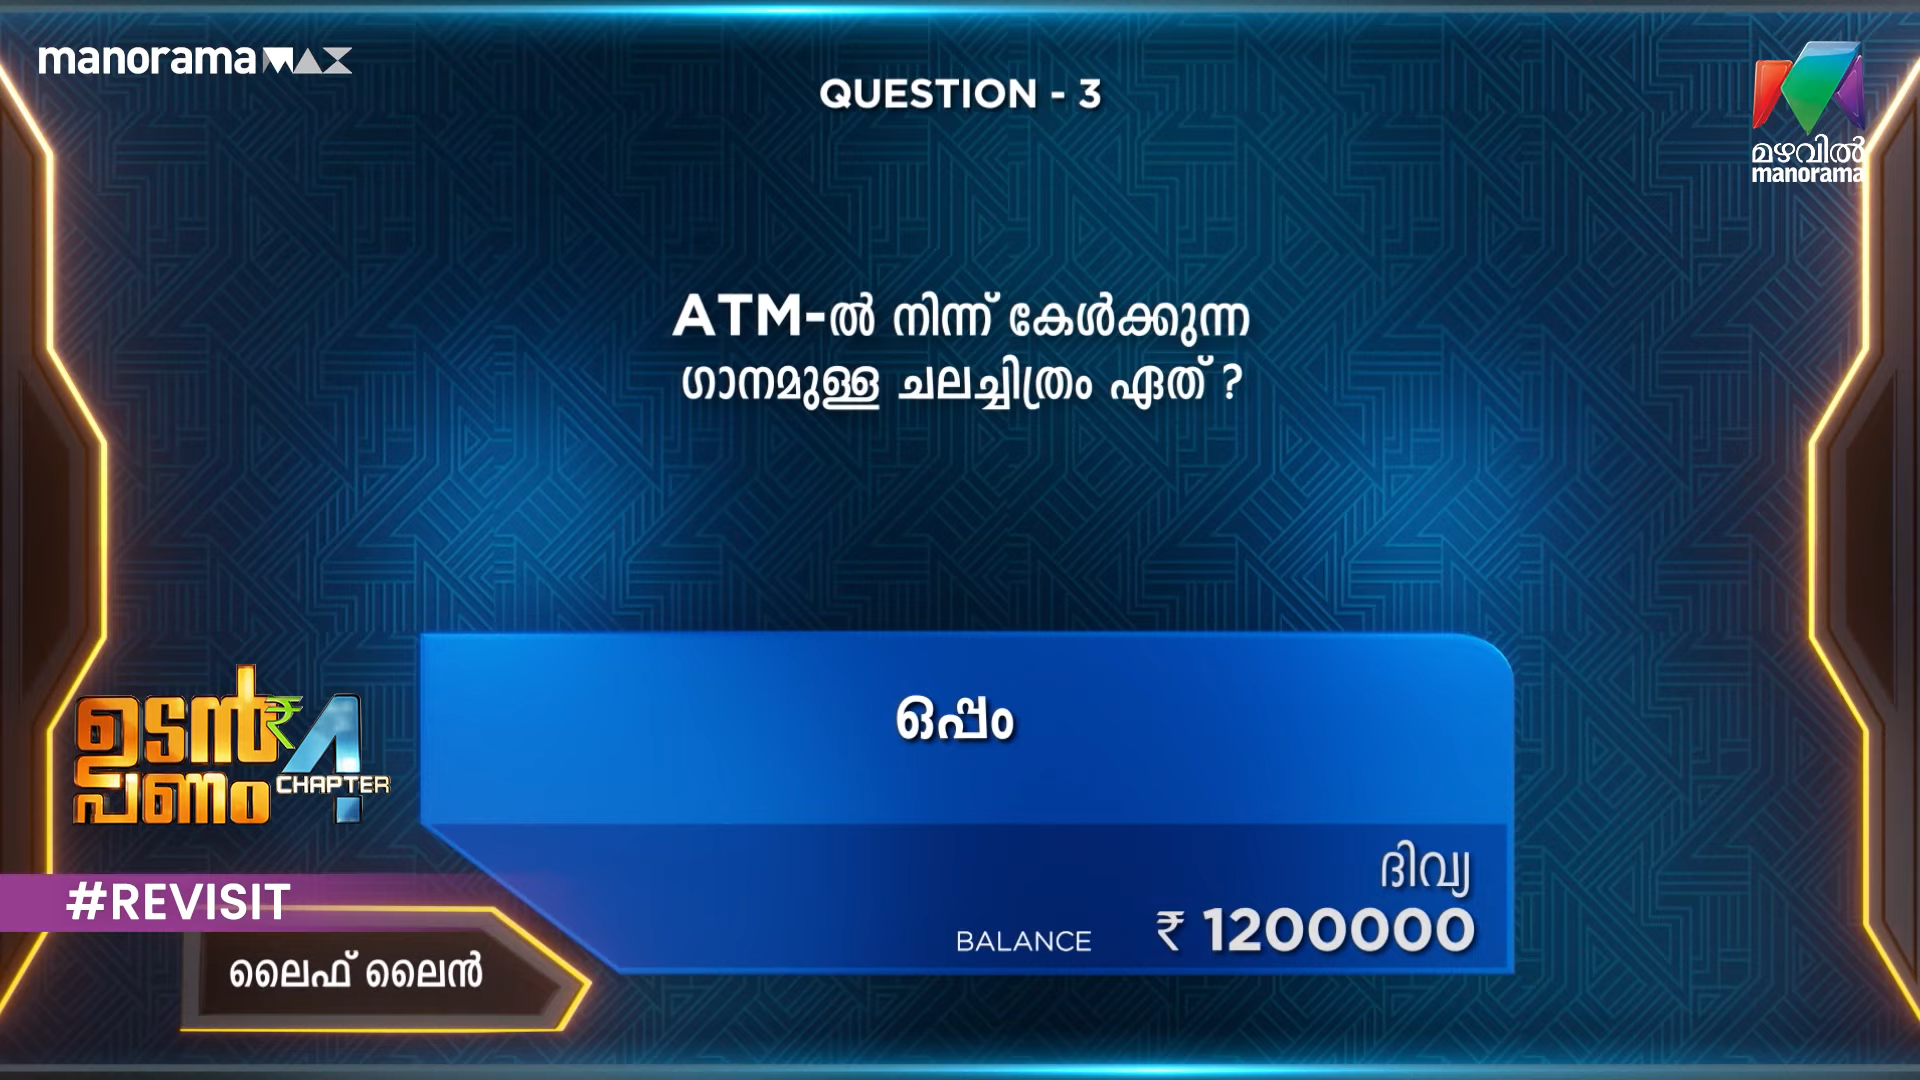 manorama MAX
QUESTION - 3
മഴവിൽ
manorama
ATM-ൽ നിന്ന് കേൾക്കുന്ന
ഗാനമുള്ള ചലച്ചിത്രം ഏത് ?
ഒപ്പം
ഉടൻ
പണം
CHAPTER
4
ദിവ്യ
BALANCE ₹ 1200000
#REVISIT
ലൈഫ് ലൈൻ